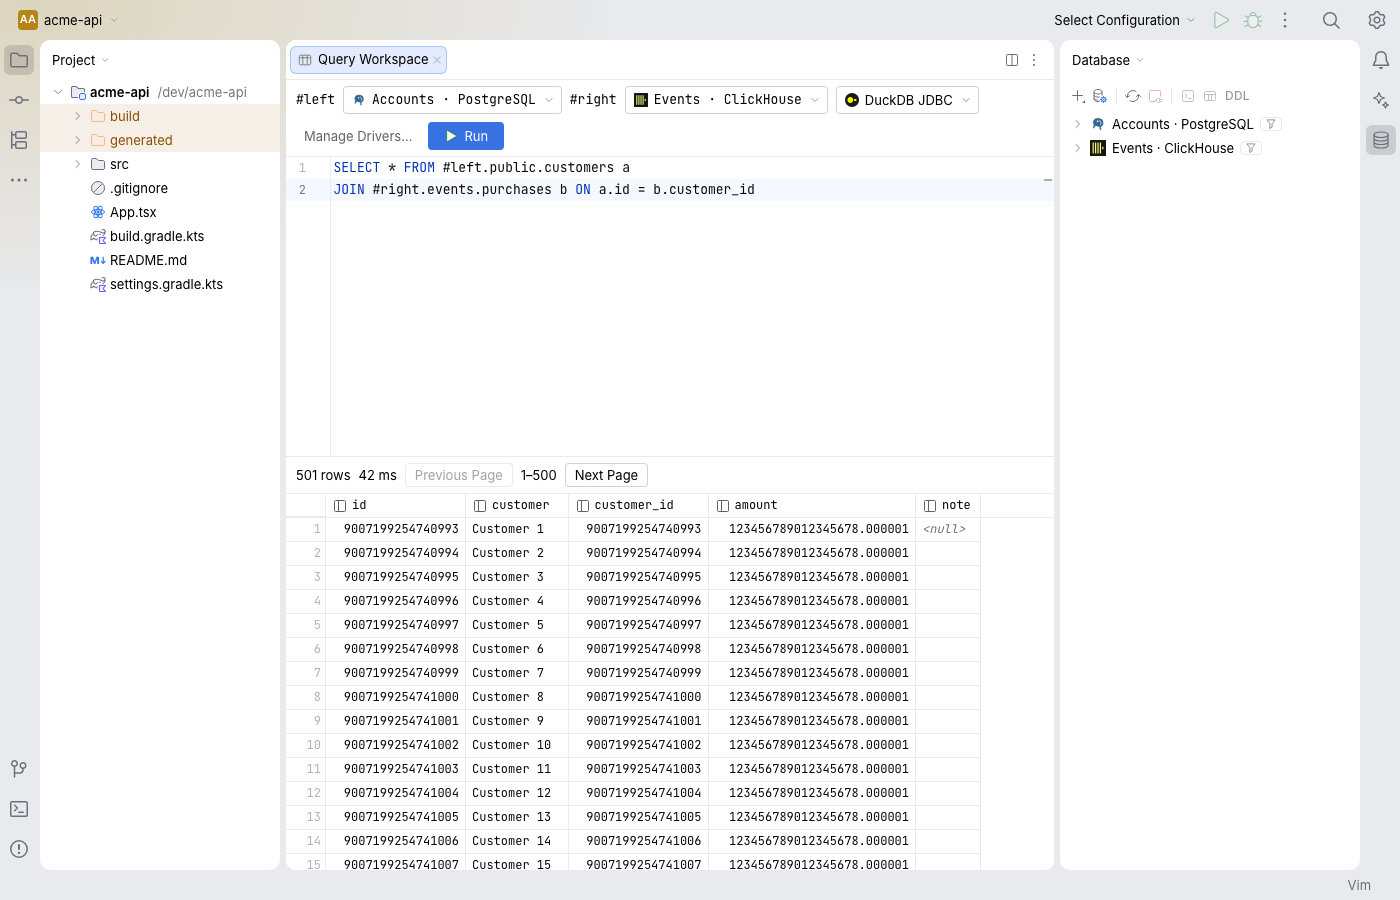 AA acme-api
Select Configuration
Project
acme-api /dev/acme-api
build
generated
src
.gitignore
App.tsx
build.gradle.kts
M↓ README.md
settings.gradle.kts
Query Workspace
#left Accounts · PostgreSQL #right Events · ClickHouse DuckDB JDBC
Manage Drivers... Run
1 SELECT * FROM #left.public.customers a
2 JOIN #right.events.purchases b ON a.id = b.customer_id
501 rows 42 ms Previous Page 1–500 Next Page
id customer customer_id amount note
1 9007199254740993 Customer 1 9007199254740993 123456789012345678.000001 <null>
2 9007199254740994 Customer 2 9007199254740994 123456789012345678.000001
3 9007199254740995 Customer 3 9007199254740995 123456789012345678.000001
4 9007199254740996 Customer 4 9007199254740996 123456789012345678.000001
5 9007199254740997 Customer 5 9007199254740997 123456789012345678.000001
6 9007199254740998 Customer 6 9007199254740998 123456789012345678.000001
7 9007199254740999 Customer 7 9007199254740999 123456789012345678.000001
8 9007199254741000 Customer 8 9007199254741000 123456789012345678.000001
9 9007199254741001 Customer 9 9007199254741001 123456789012345678.000001
10 9007199254741002 Customer 10 9007199254741002 123456789012345678.000001
11 9007199254741003 Customer 11 9007199254741003 123456789012345678.000001
12 9007199254741004 Customer 12 9007199254741004 123456789012345678.000001
13 9007199254741005 Customer 13 9007199254741005 123456789012345678.000001
14 9007199254741006 Customer 14 9007199254741006 123456789012345678.000001
15 9007199254741007 Customer 15 9007199254741007 123456789012345678.000001
Database
DDL
Accounts · PostgreSQL
Events · ClickHouse
Vim